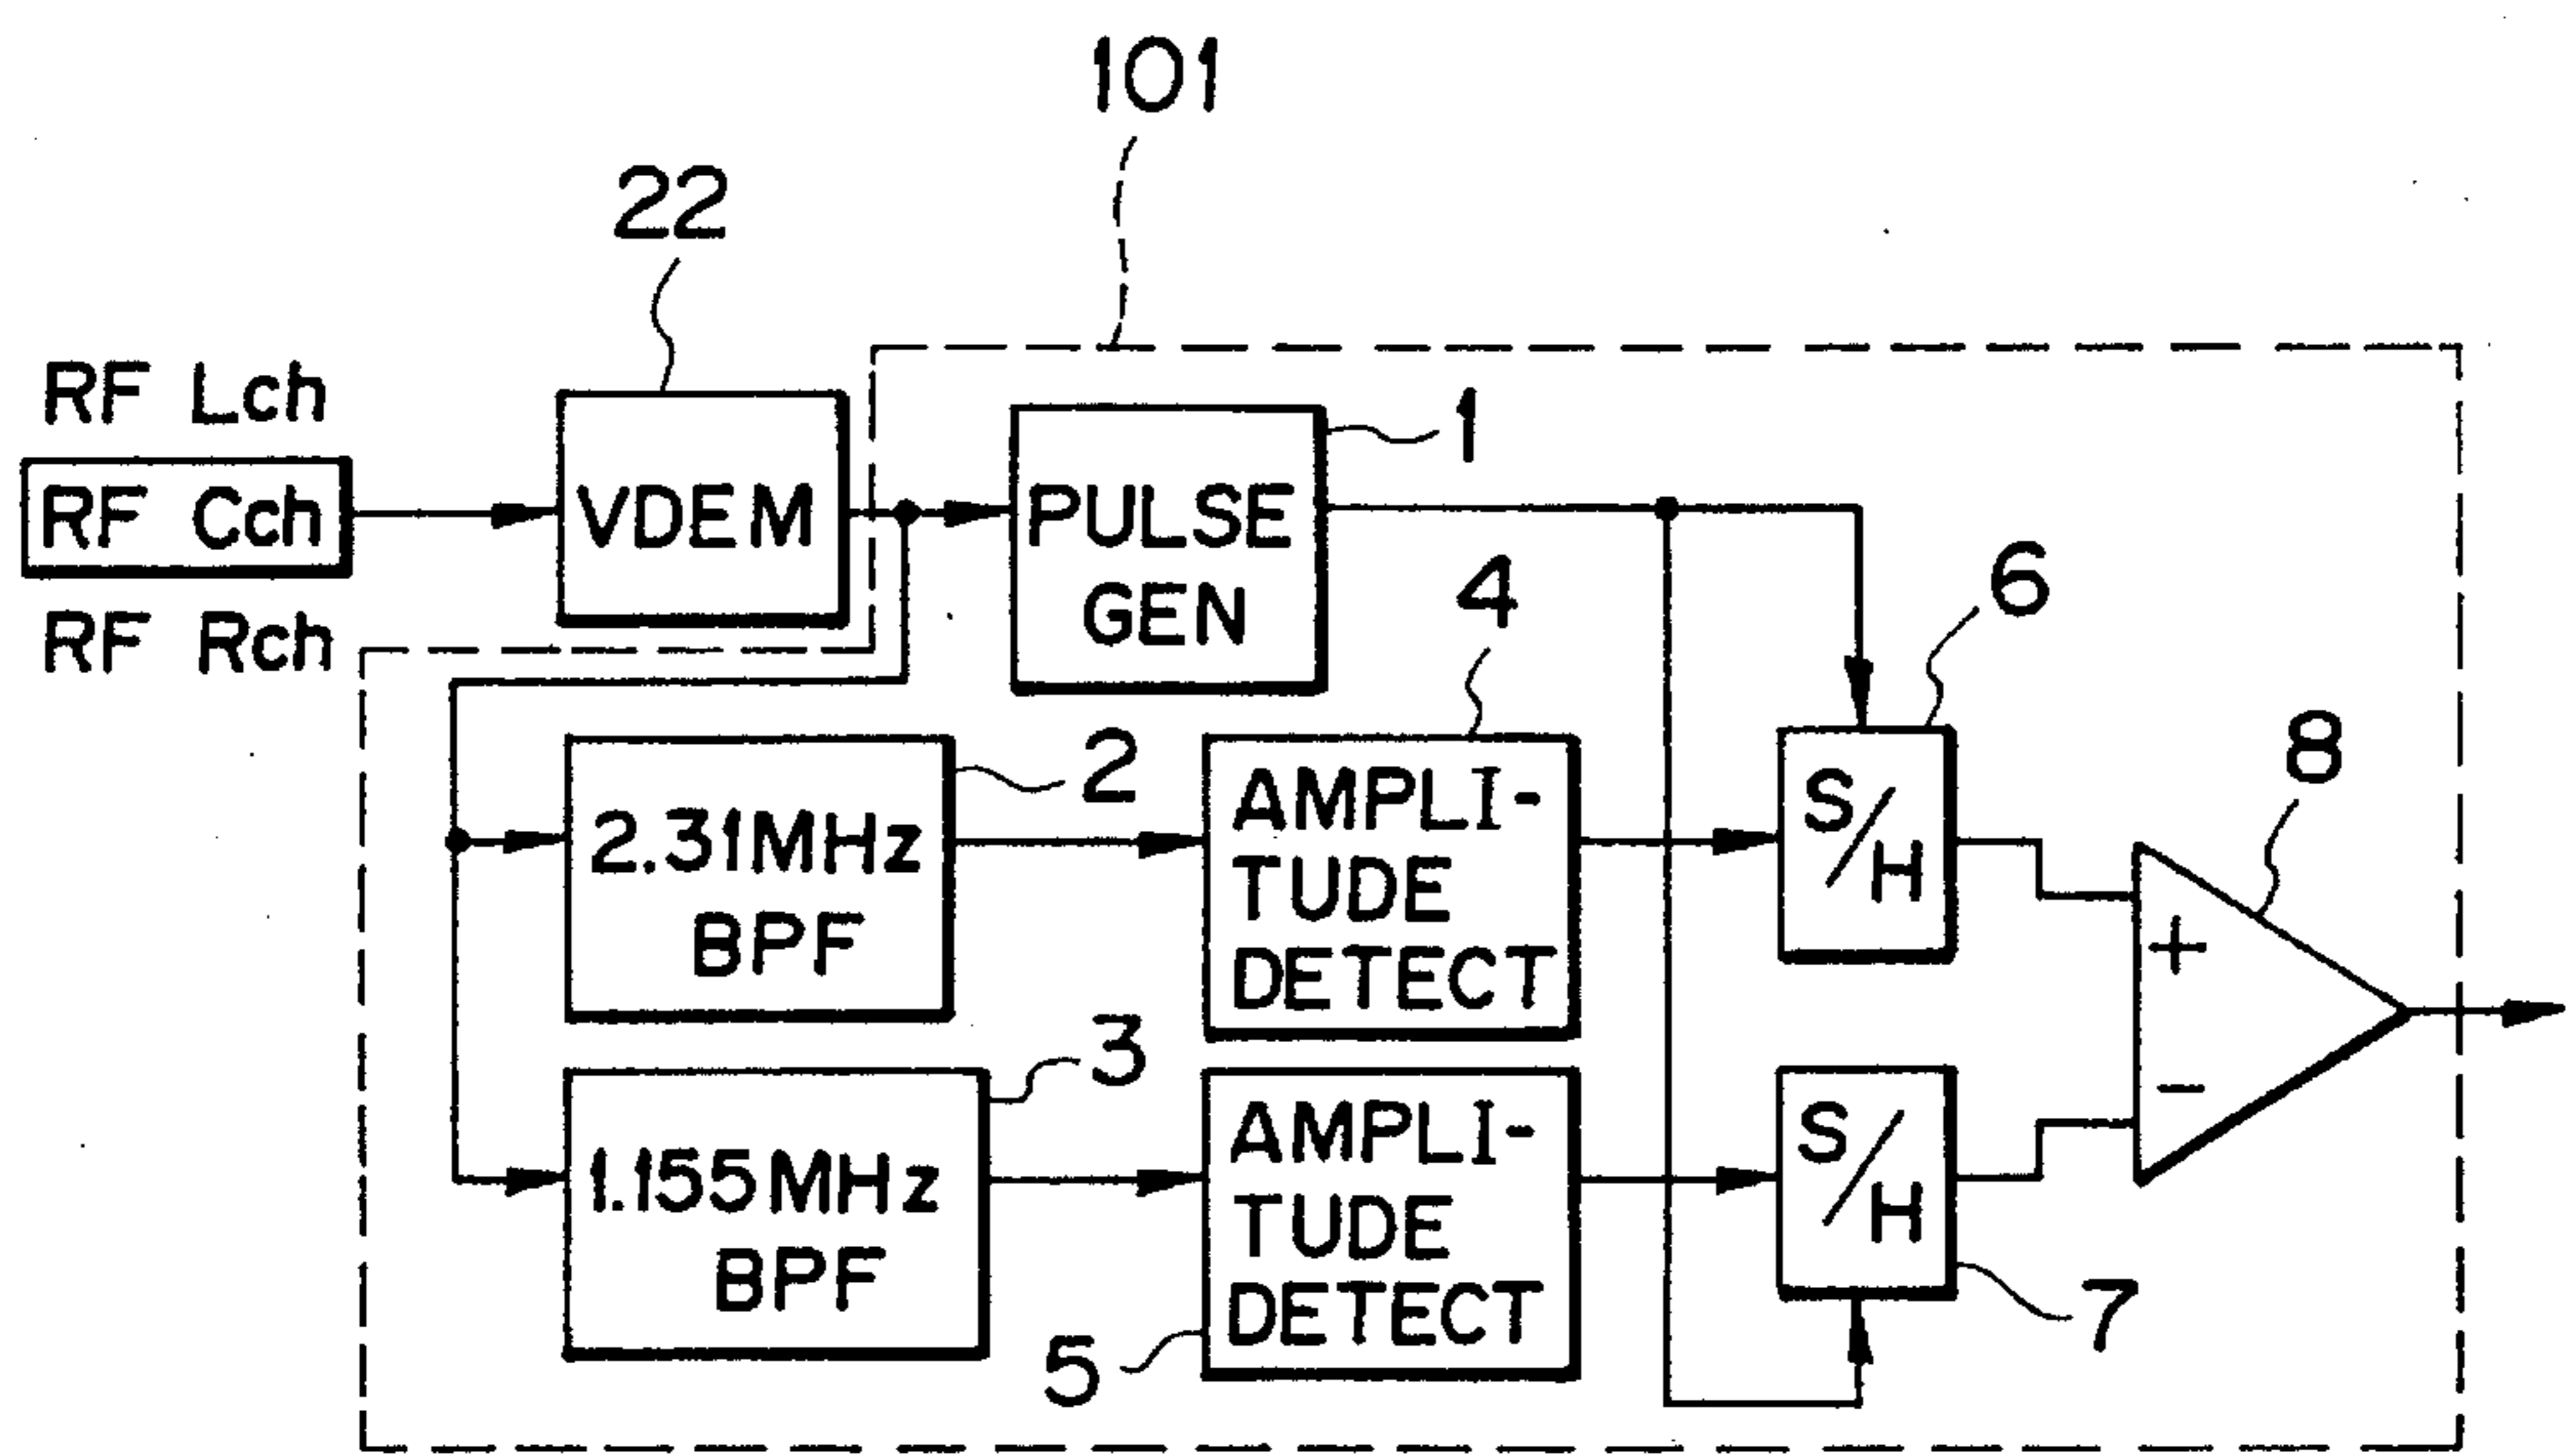 101
22
RF Lch
RF Cch
RF Rch
VDEM
PULSE
GEN
1
4
6
2
2.31MHz
BPF
AMPLI-
TUDE
DETECT
S/H
8
+
-
3
1.155MHz
BPF
5
AMPLI-
TUDE
DETECT
S/H
7